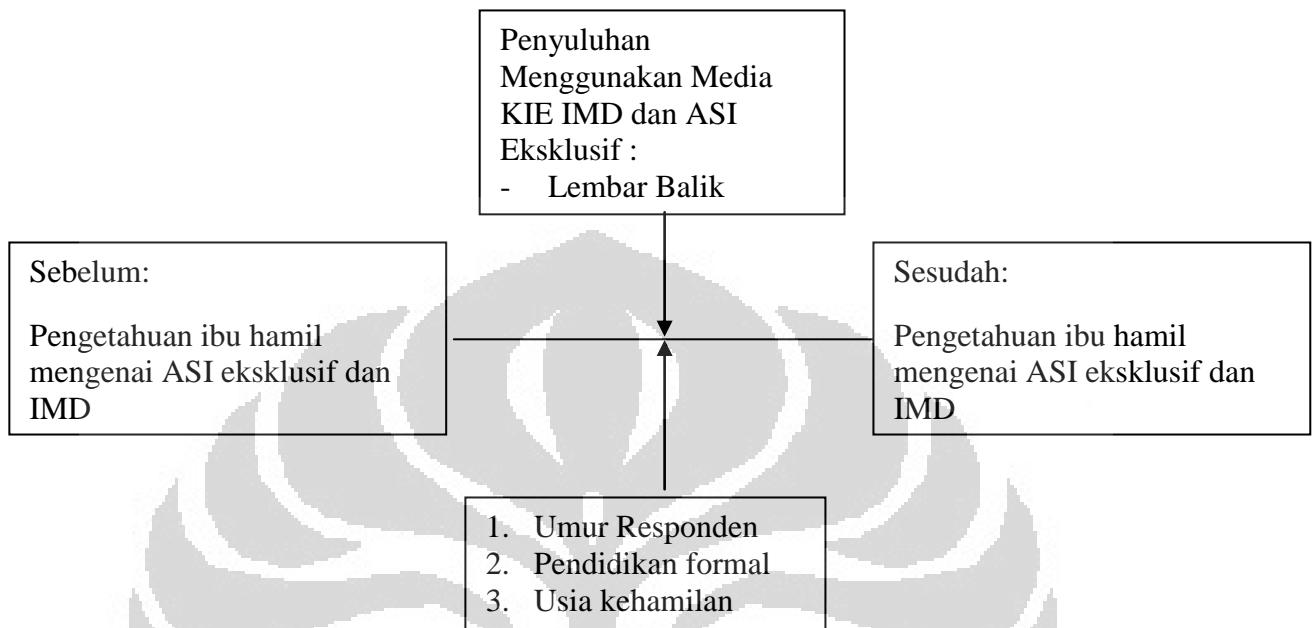 Penyuluhan
Menggunakan Media
KIE IMD dan ASI
Eksklusif :
- Lembar Balik
Sebelum:
Pengetahuan ibu hamil
mengenai ASI eksklusif dan
IMD
Sesudah:
Pengetahuan ibu hamil
mengenai ASI eksklusif dan
IMD
1. Umur Responden
2. Pendidikan formal
3. Usia kehamilan